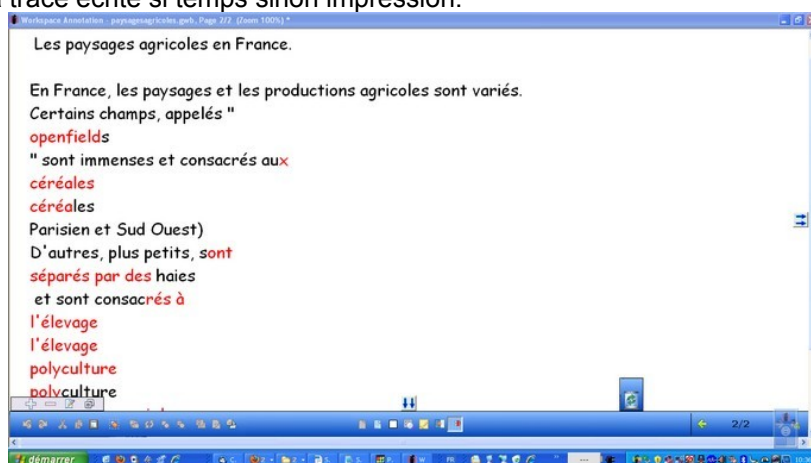 trace écrite si temps sinon impression.
Workspace Annotation - paysagesagricoles.gwb, Page 2/2 (Zoom 100%) *
Les paysages agricoles en France.
En France, les paysages et les productions agricoles sont variés.
Certains champs, appelés "
openfields
" sont immenses et consacrés aux
céréales
céréales
Parisien et Sud Ouest)
D'autres, plus petits, sont
séparés par des haies
et sont consacrés à
l'élevage
l'élevage
polyculture
polyculture
2/2
démarrer